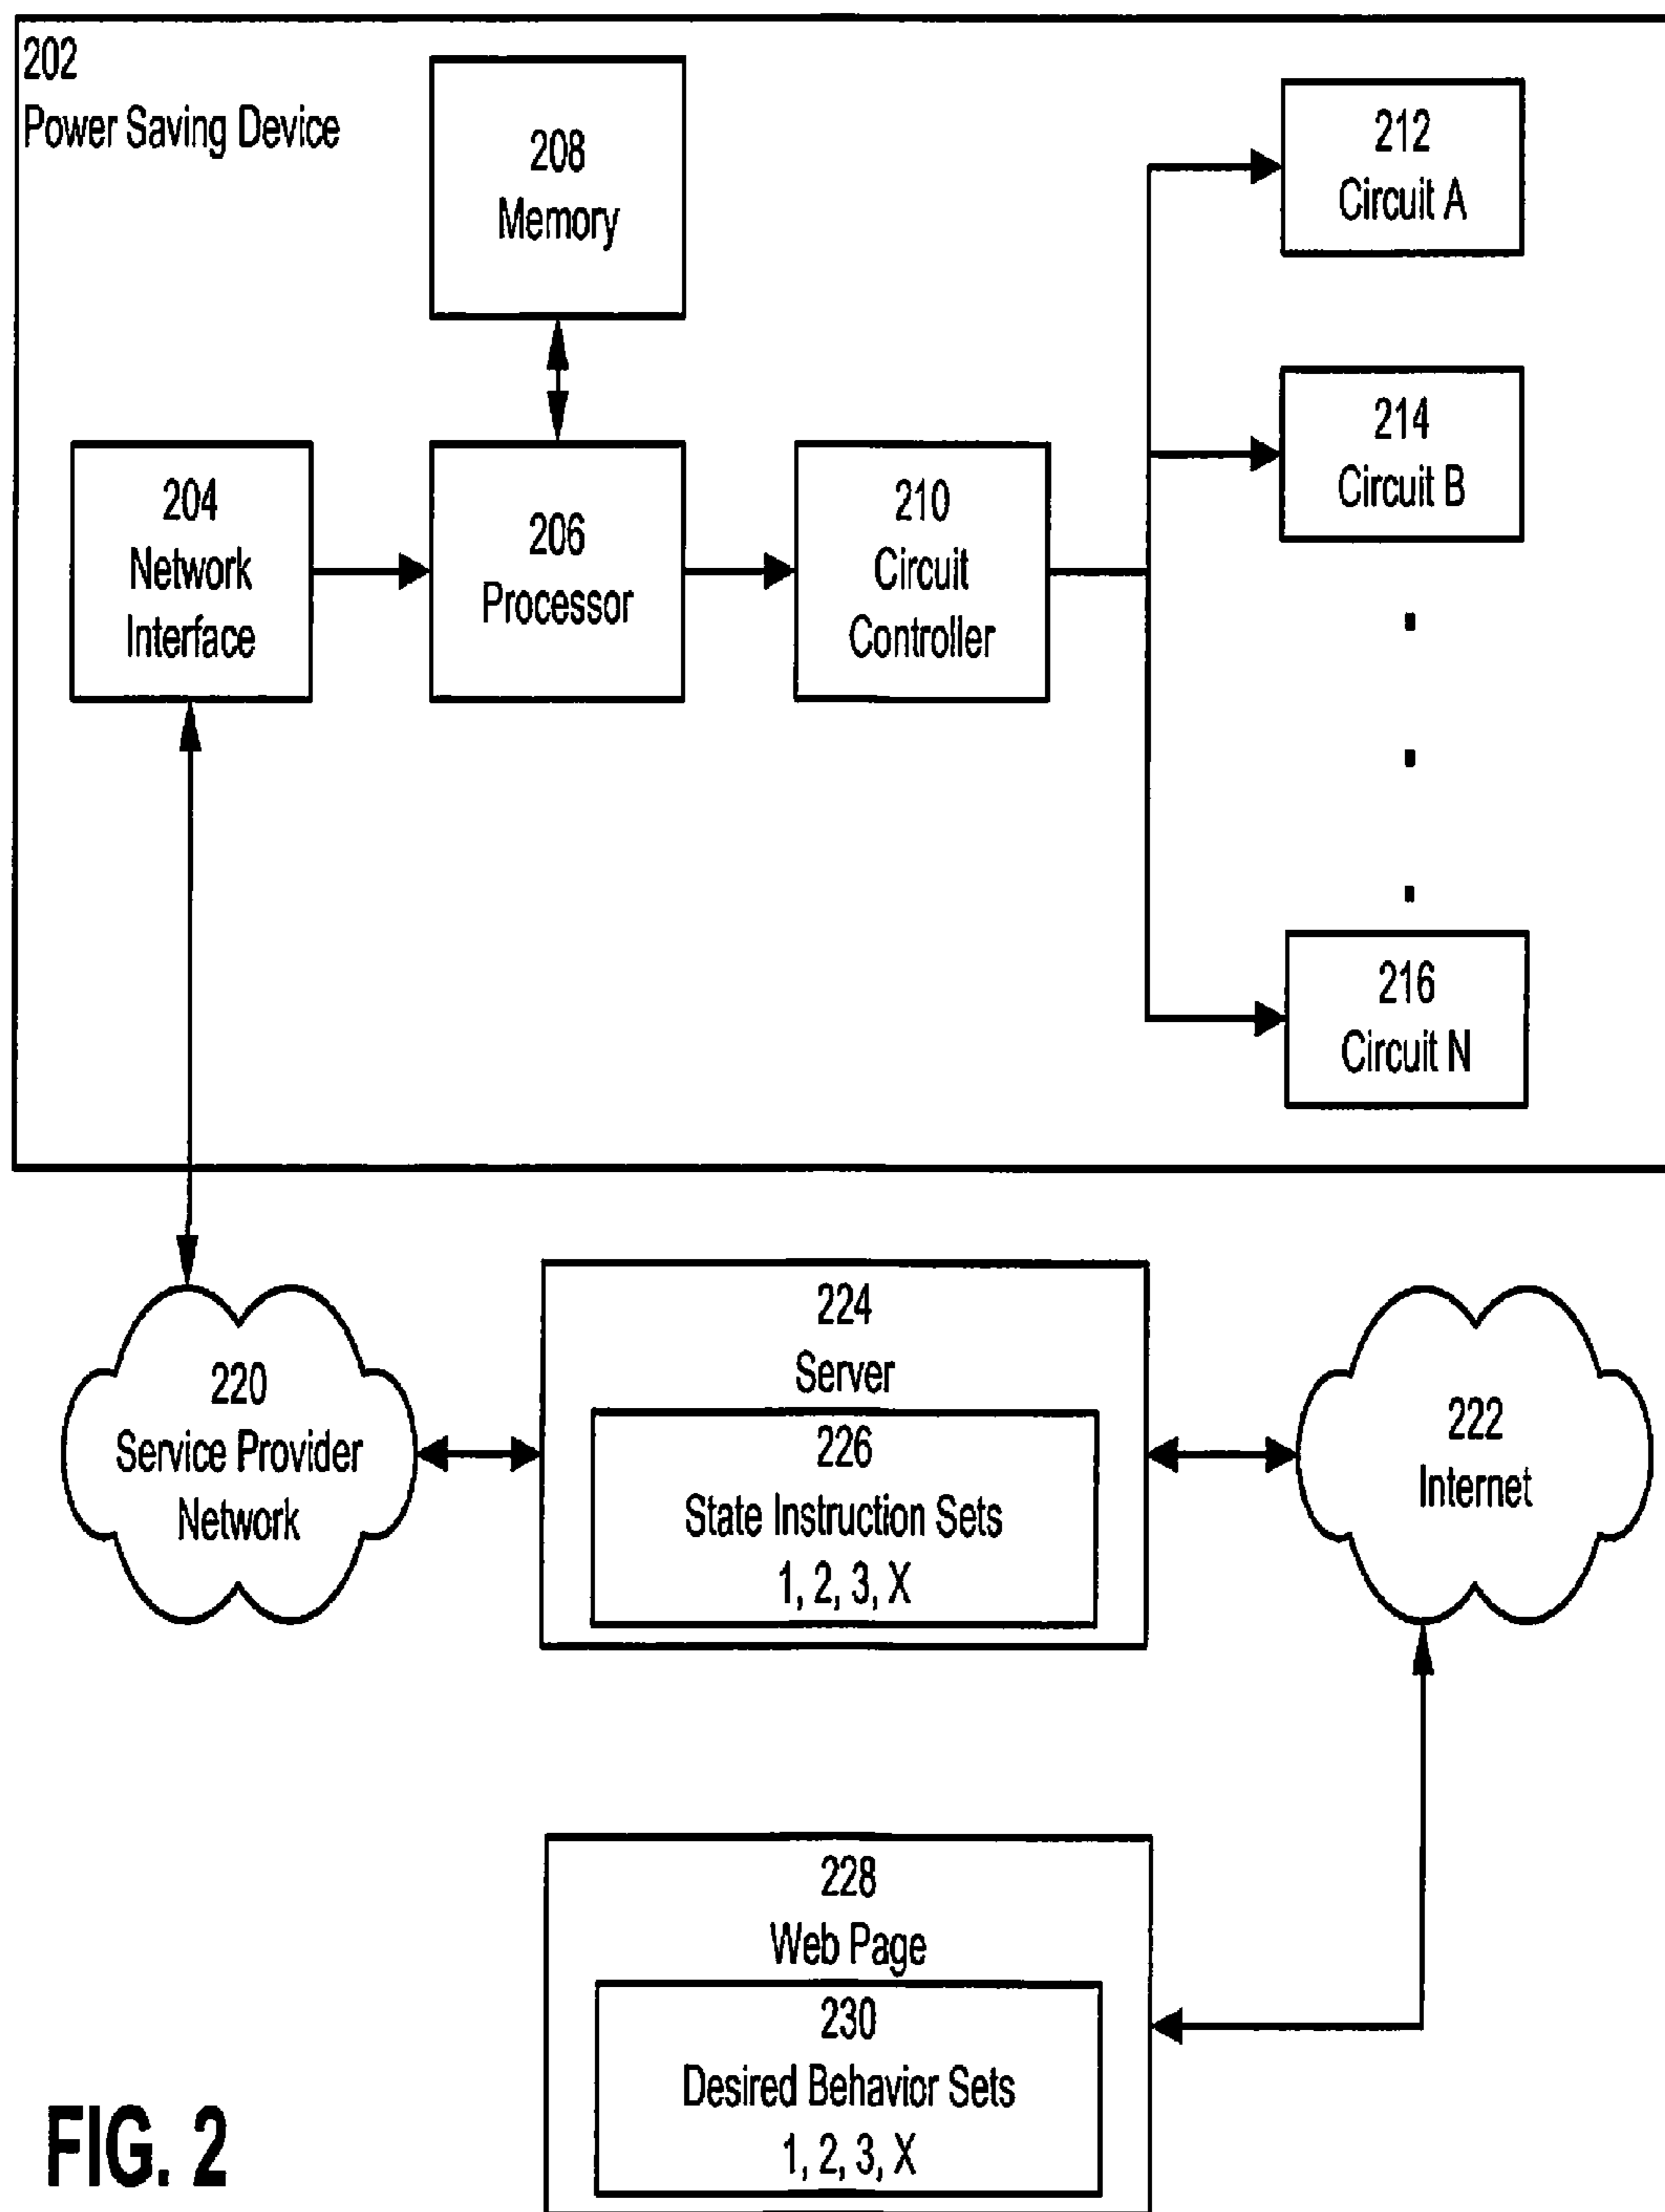 202
Power Saving Device
208
Memory
212
Circuit A
214
Circuit B
204
Network
Interface
206
Processor
210
Circuit
Controller
216
Circuit N
224
Server
220
Service Provider
Network
226
State Instruction Sets
1, 2, 3, X
222
Internet
228
Web Page
230
Desired Behavior Sets
1, 2, 3, X
FIG. 2